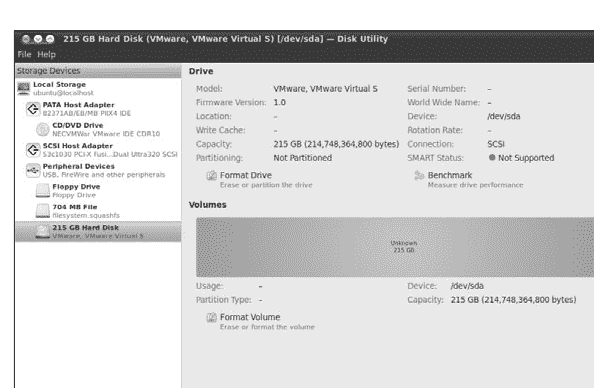 215 GB Hard Disk (VMware, VMware Virtual S) [/dev/sda] — Disk Utility
File Help
Storage Devices
Local Storage
ubuntu@localhost
PATA Host Adapter
82371AB/EB/MB PIIX4 IDE
CD/DVD Drive
NECVMWar VMware IDE CDR10
SCSI Host Adapter
53c1030 PCI-X Fusi...Dual Ultra320 SCSI
Peripheral Devices
USB, FireWire and other peripherals
Floppy Drive
Floppy Drive
704 MB File
filesystem.squashfs
215 GB Hard Disk
VMware, VMware Virtual S
Drive
Model: VMware, VMware Virtual S Serial Number: –
Firmware Version: 1.0 World Wide Name: –
Location: – Device: /dev/sda
Write Cache: – Rotation Rate: –
Capacity: 215 GB (214,748,364,800 bytes) Connection: SCSI
Partitioning: Not Partitioned SMART Status: Not Supported
Format Drive Benchmark
Erase or partition the drive Measure drive performance
Volumes
Unknown
215 GB
Usage: – Device: /dev/sda
Partition Type: – Capacity: 215 GB (214,748,364,800 bytes)
Format Volume
Erase or format the volume